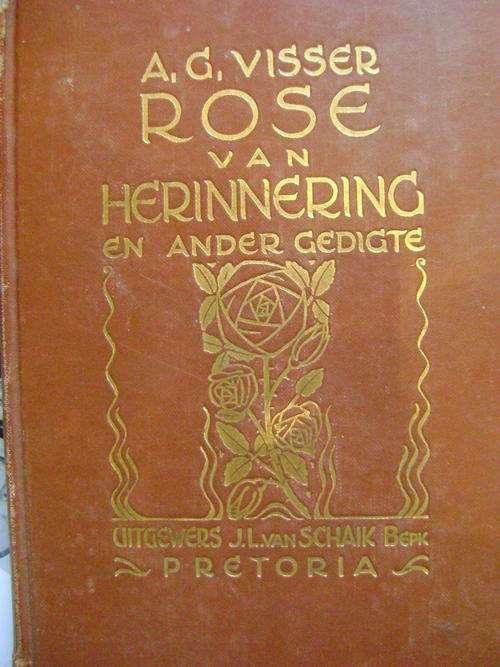 A. G. VISSER
ROSE
VAN
HERINNERING
EN ANDER GEDIGTE
UITGEWERS J.L. VAN SCHAIK BEPK
PRETORIA